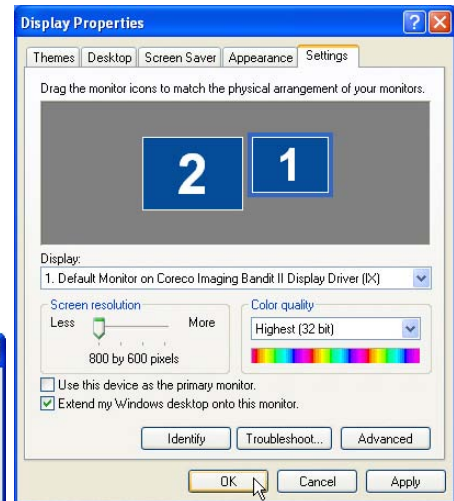 Display Properties
Themes Desktop Screen Saver Appearance Settings
Drag the monitor icons to match the physical arrangement of your monitors.
2 1
Display:
1. Default Monitor on Coreco Imaging Bandit II Display Driver (IX)
Screen resolution Color quality
Less More Highest (32 bit)
800 by 600 pixels
Use this device as the primary monitor.
Extend my Windows desktop onto this monitor.
Identify Troubleshoot... Advanced
OK Cancel Apply